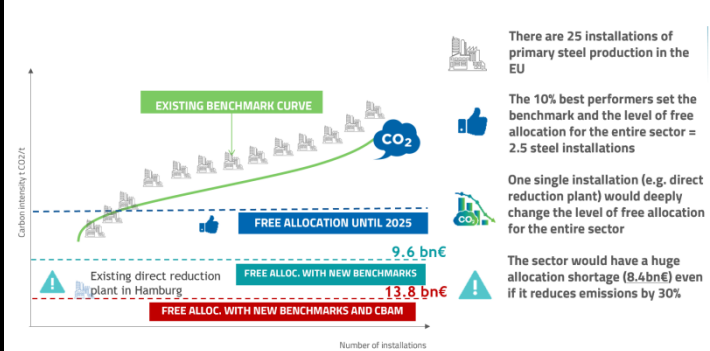 There are 25 installations of
primary steel production in the
EU
EXISTING BENCHMARK CURVE
The 10% best performers set the
benchmark and the level of free
allocation for the entire sector =
2.5 steel installations
CO2
Carbon intensity t CO2/t
One single installation (e.g. direct
reduction plant) would deeply
change the level of free allocation
for the entire sector
CO2
FREE ALLOCATION UNTIL 2025
9.6 bn€
FREE ALLOC. WITH NEW BENCHMARKS
Existing direct reduction
plant in Hamburg
13.8 bn€
FREE ALLOC. WITH NEW BENCHMARKS AND CBAM
The sector would have a huge
allocation shortage (8.4bn€) even
if it reduces emissions by 30%
Number of installations